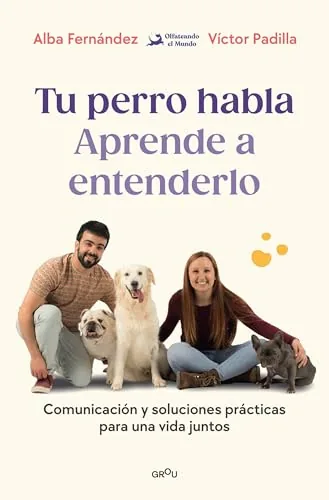 Alba Fernández
Olfateando
el Mundo
Víctor Padilla
Tu perro habla
Aprende a
entenderlo
Comunicación y soluciones prácticas
para una vida juntos
GROU